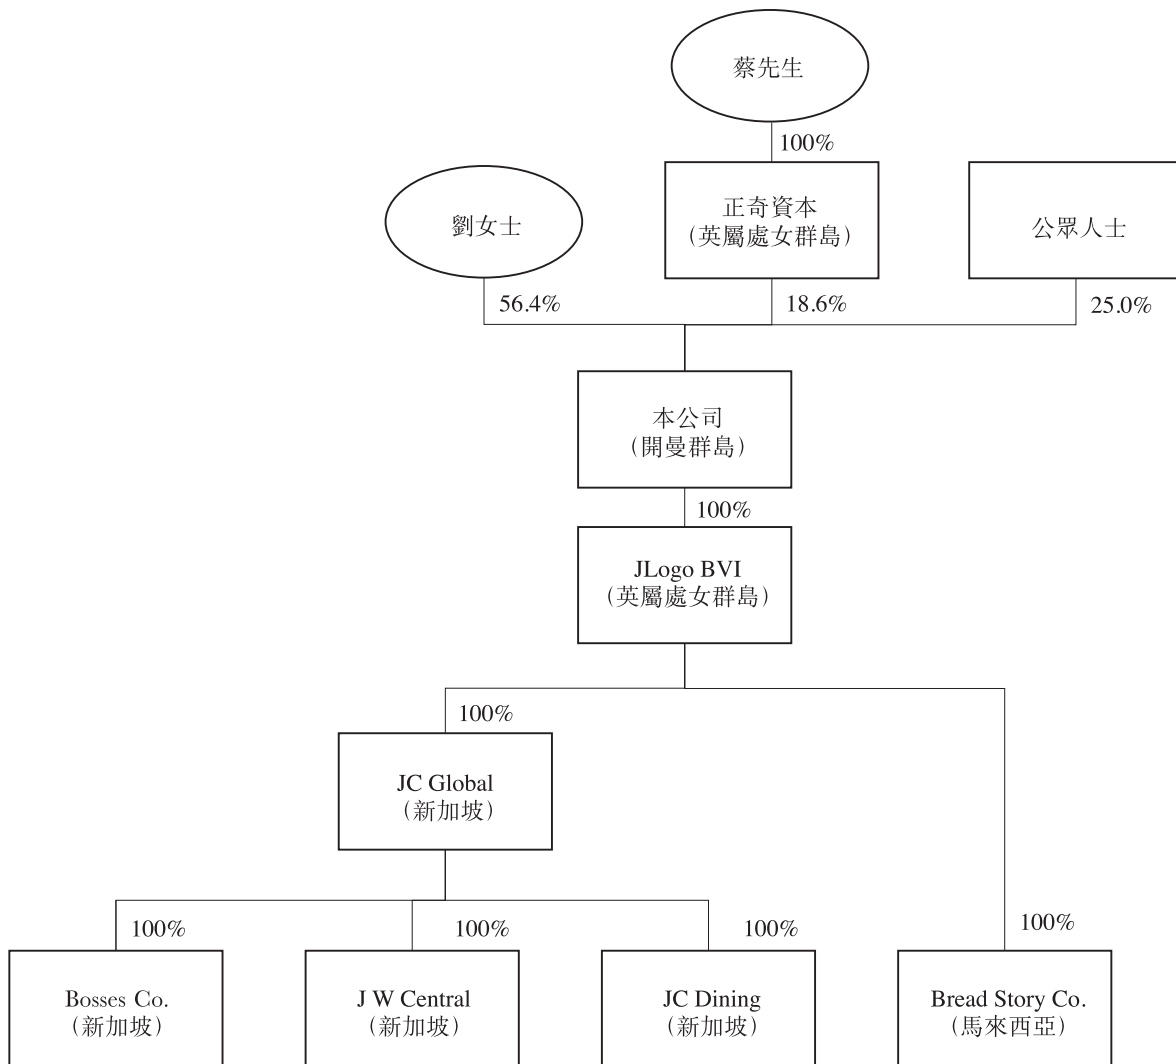 蔡先生
100%
劉女士
正奇資本
(英屬處女群島)
公眾人士
56.4%
18.6%
25.0%
本公司
(開曼群島)
100%
JLogo BVI
(英屬處女群島)
100%
JC Global
(新加坡)
100%
100%
100%
100%
Bosses Co.
(新加坡)
J W Central
(新加坡)
JC Dining
(新加坡)
Bread Story Co.
(馬來西亞)